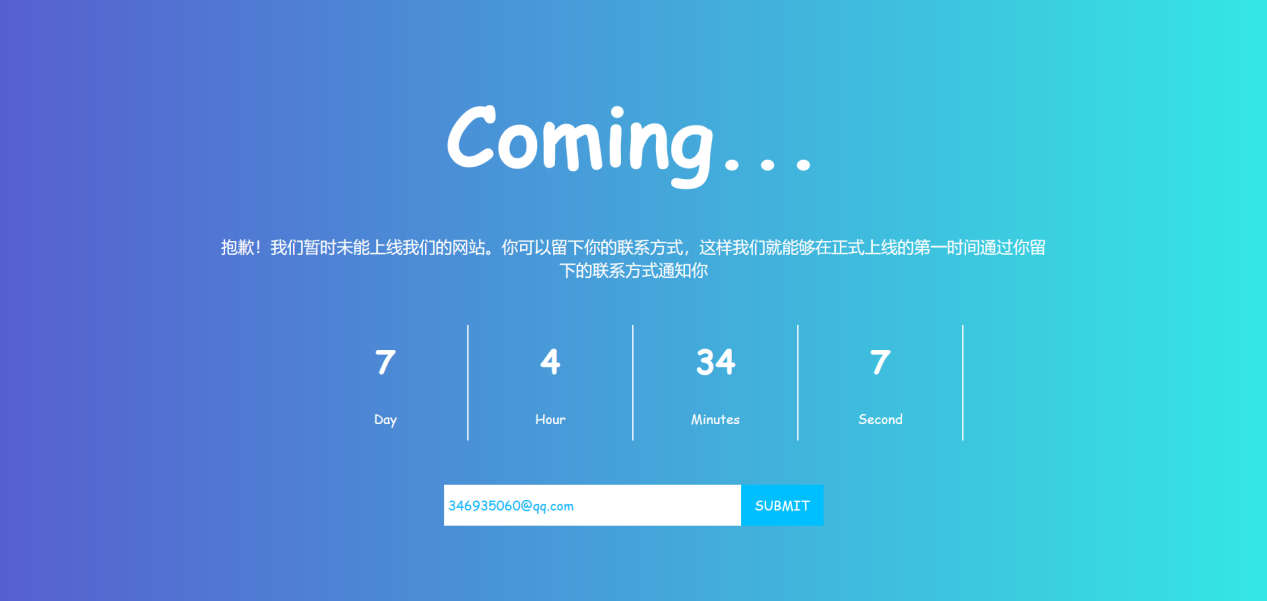 Coming...
抱歉！我们暂时未能上线我们的网站。你可以留下你的联系方式，这样我们就能够在正式上线的第一时间通过你留
下的联系方式通知你
7 4 34 7
Day Hour Minutes Second
346935060@qq.com SUBMIT